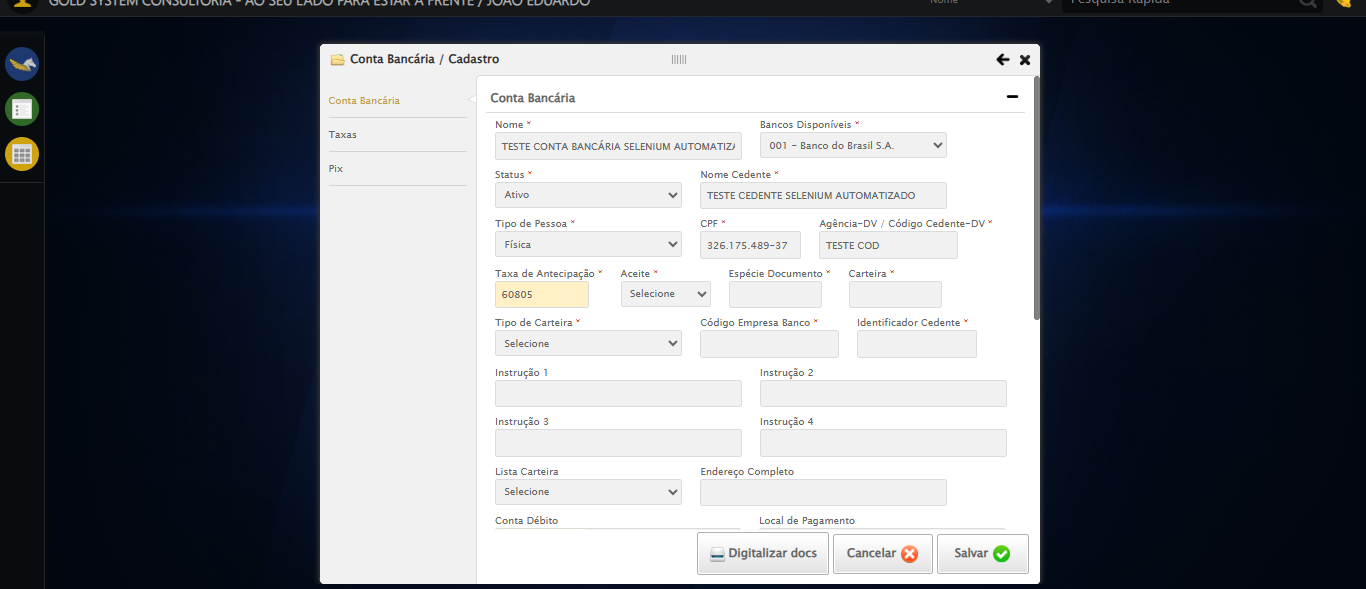 GOLD SYSTEM CONSULTORIA - AO SEU LADO PARA ESTAR À FRENTE / JOÃO EDUARDO
Nome
Pesquisa Rápida
Conta Bancária / Cadastro
Conta Bancária
Taxas
Pix
Conta Bancária
Nome *
Bancos Disponíveis *
TESTE CONTA BANCÁRIA SELENIUM AUTOMATIZA
001 - Banco do Brasil S.A.
Status *
Nome Cedente *
Ativo
TESTE CEDENTE SELENIUM AUTOMATIZADO
Tipo de Pessoa *
CPF *
Agência-DV / Código Cedente-DV *
Física
326.175.489-37
TESTE COD
Taxa de Antecipação *
Aceite *
Espécie Documento *
Carteira *
60805
Selecione
Tipo de Carteira *
Código Empresa Banco *
Identificador Cedente *
Selecione
Instrução 1
Instrução 2
Instrução 3
Instrução 4
Lista Carteira
Endereço Completo
Selecione
Conta Débito
Local de Pagamento
Digitalizar docs
Cancelar
Salvar